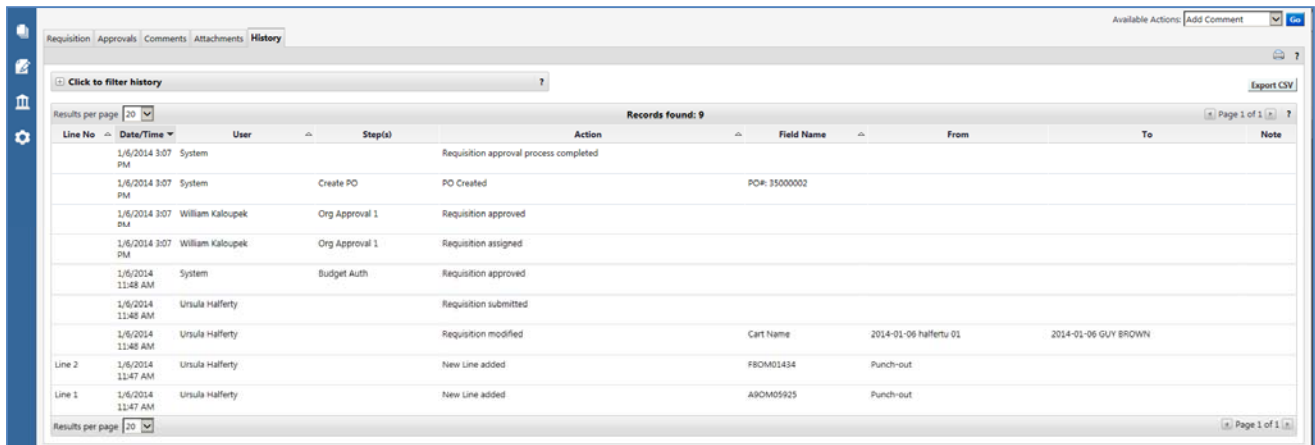 Available Actions: Add Comment Go
Requisition Approvals Comments Attachments History
?
Click to filter history ?
Export CSV
Results per page 20 Records found: 9 Page 1 of 1 ?
Line No Date/Time User Step(s) Action Field Name From To Note
1/6/2014 3:07 System Requisition approval process completed
PM
1/6/2014 3:07 System Create PO PO Created PO#: 35000002
PM
1/6/2014 3:07 William Kaloupek Org Approval 1 Requisition approved
PM
1/6/2014 3:07 William Kaloupek Org Approval 1 Requisition assigned
PM
1/6/2014 System Budget Auth Requisition approved
11:48 AM
1/6/2014 Ursula Halferty Requisition submitted
11:48 AM
1/6/2014 Ursula Halferty Requisition modified Cart Name 2014-01-06 halfertu 01 2014-01-06 GUY BROWN
11:48 AM
Line 2 1/6/2014 Ursula Halferty New Line added F8OM01434 Punch-out
11:47 AM
Line 1 1/6/2014 Ursula Halferty New Line added A9OM05925 Punch-out
11:47 AM
Results per page 20 Page 1 of 1